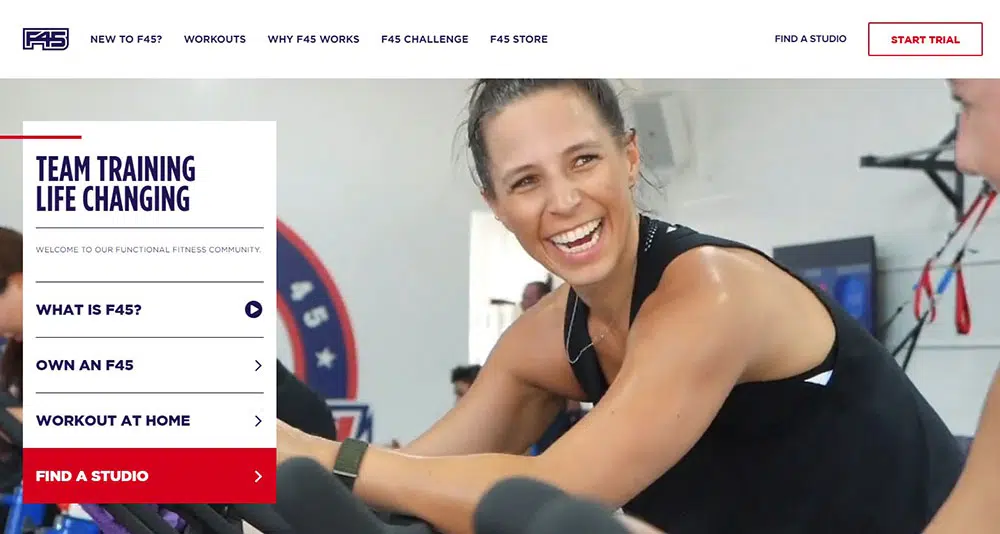 F45
NEW TO F45?
WORKOUTS
WHY F45 WORKS
F45 CHALLENGE
F45 STORE
FIND A STUDIO
START TRIAL
TEAM TRAINING
LIFE CHANGING
WELCOME TO OUR FUNCTIONAL FITNESS COMMUNITY.
WHAT IS F45?
OWN AN F45
WORKOUT AT HOME
FIND A STUDIO
45